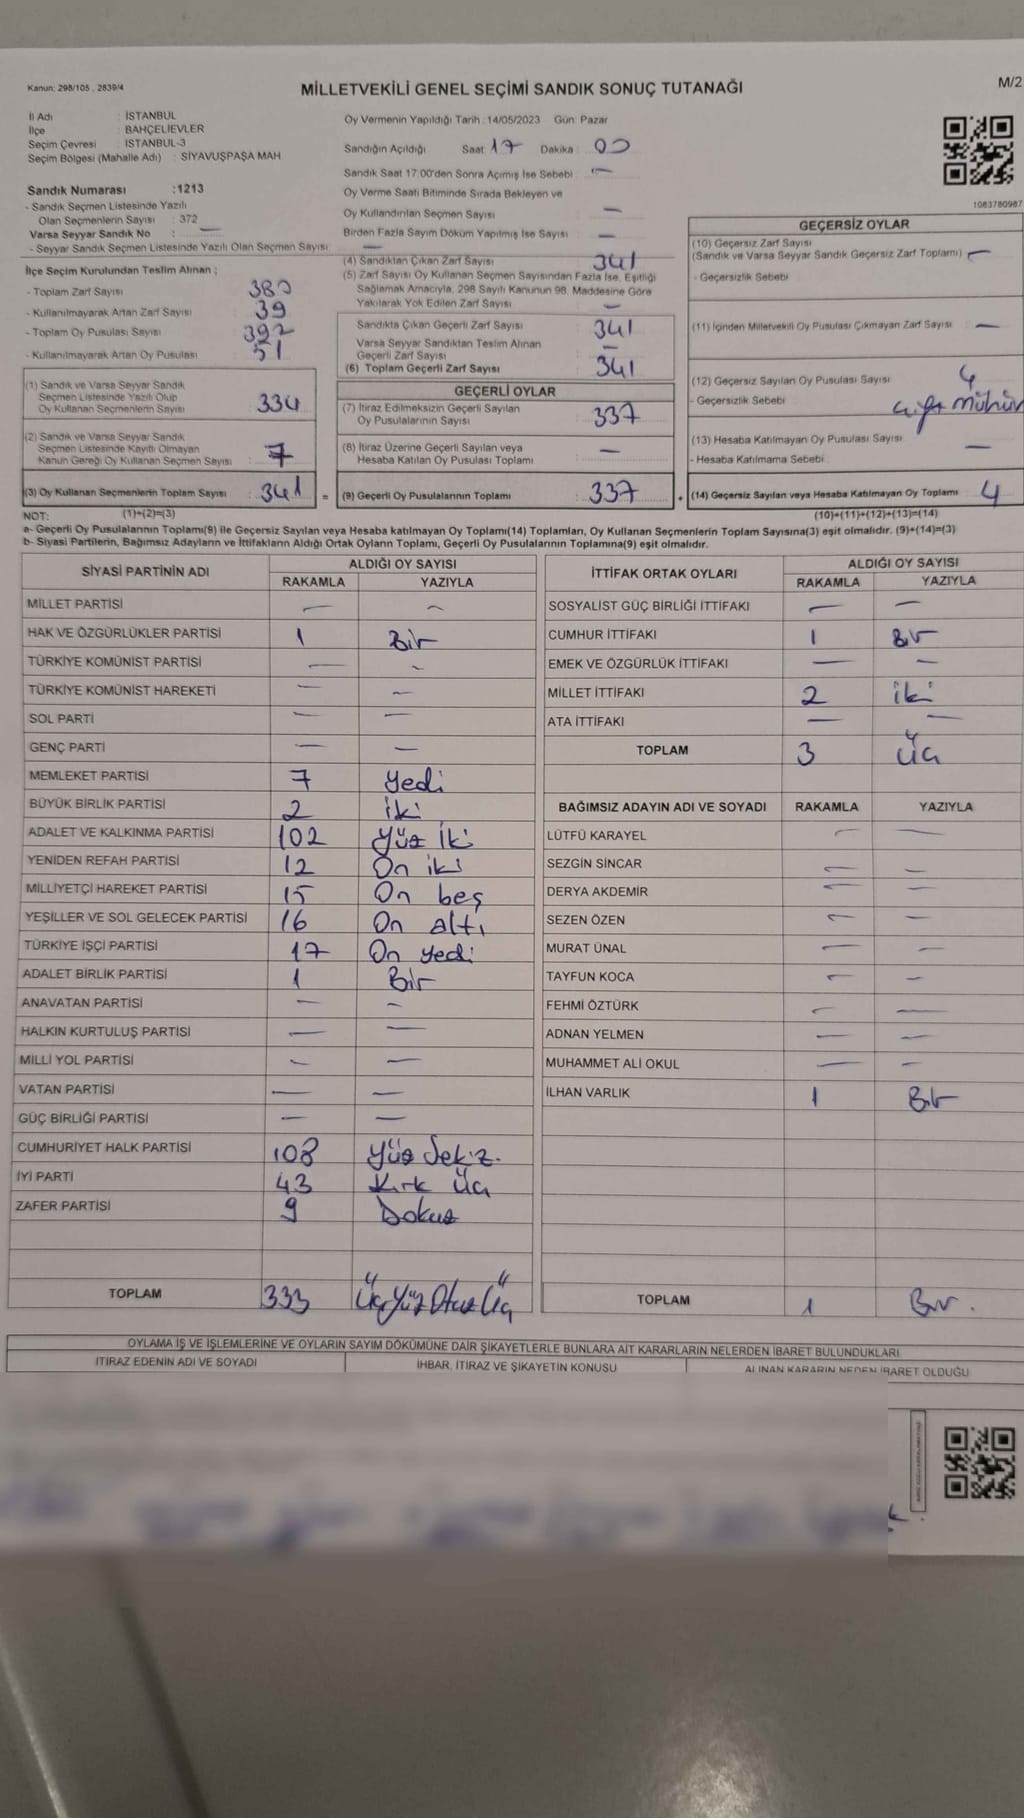 Kanun; 298/105 , 2839/4
MİLLETVEKİLİ GENEL SEÇİMİ SANDIK SONUÇ TUTANAĞI
M/2
İl Adı : İSTANBUL
İlçe : BAHÇELİEVLER
Seçim Çevresi : İSTANBUL-3
Seçim Bölgesi (Mahalle Adı) : SİYAVUŞPAŞA MAH
Sandık Numarası :1213
- Sandık Seçmen Listesinde Yazılı
Olan Seçmenlerin Sayısı : 372
Varsa Seyyar Sandık No : —
- Seyyar Sandık Seçmen Listesinde Yazılı Olan Seçmen Sayısı: —
İlçe Seçim Kurulundan Teslim Alınan ;
- Toplam Zarf Sayısı 380
- Kullanılmayarak Artan Zarf Sayısı 39
- Toplam Oy Pusulası Sayısı 392
- Kullanılmayarak Artan Oy Pusulası 51
(1) Sandık ve Varsa Seyyar Sandık
Seçmen Listesinde Yazılı Olup
Oy Kullanan Seçmenlerin Sayısı : 334
(2) Sandık ve Varsa Seyyar Sandık
Seçmen Listesinde Kayıtlı Olmayan
Kanun Gereği Oy Kullanan Seçmen Sayısı : 7
(3) Oy Kullanan Seçmenlerin Toplam Sayısı : 341 =
Oy Vermenin Yapıldığı Tarih :14/05/2023 Gün: Pazar
Sandığın Açıldığı Saat: 17 Dakika : 00
Sandık Saat 17:00'den Sonra Açımış İse Sebebi : —
Oy Verme Saati Bitiminde Sırada Bekleyen ve
Oy Kullandırılan Seçmen Sayısı : —
Birden Fazla Sayım Döküm Yapılmış İse Sayısı : —
(4) Sandıktan Çıkan Zarf Sayısı : 341
(5) Zarf Sayısı Oy Kullanan Seçmen Sayısından Fazla İse, Eşitliği
Sağlamak Amacıyla, 298 Sayılı Kanunun 98. Maddesine Göre
Yakılarak Yok Edilen Zarf Sayısı : —
Sandıkta Çıkan Geçerli Zarf Sayısı : 341
Varsa Seyyar Sandıktan Teslim Alınan
Geçerli Zarf Sayısı : —
(6) Toplam Geçerli Zarf Sayısı : 341
GEÇERLİ OYLAR
(7) İtiraz Edilmeksizin Geçerli Sayılan
Oy Pusulalarının Sayısı : 337
(8) İtiraz Üzerine Geçerli Sayılan veya
Hesaba Katılan Oy Pusulası Toplamı : —
(9) Geçerli Oy Pusulalarının Toplamı : 337 +
1083780987
GEÇERSİZ OYLAR
(10) Geçersiz Zarf Sayısı
(Sandık ve Varsa Seyyar Sandık Geçersiz Zarf Toplamı) : —
- Geçersizlik Sebebi :
(11) İçinden Milletvekili Oy Pusulası Çıkmayan Zarf Sayısı : —
(12) Geçersiz Sayılan Oy Pusulası Sayısı : 4
- Geçersizlik Sebebi : Çift mühür
(13) Hesaba Katılmayan Oy Pusulası Sayısı: —
- Hesaba Katılmama Sebebi :
(14) Geçersiz Sayılan veya Hesaba Katılmayan Oy Toplamı : 4
NOT: (1)+(2)=(3) (10)+(11)+(12)+(13)=(14)
a- Geçerli Oy Pusulalarının Toplamı(9) ile Geçersiz Sayılan veya Hesaba katılmayan Oy Toplamı(14) Toplamları, Oy Kullanan Seçmenlerin Toplam Sayısına(3) eşit olmalıdır. (9)+(14)=(3)
b- Siyasi Partilerin, Bağımsız Adayların ve İttifakların Aldığı Ortak Oyların Toplamı, Geçerli Oy Pusulalarının Toplamına(9) eşit olmalıdır.
SİYASİ PARTİNİN ADI ALDIĞI OY SAYISI
RAKAMLA YAZIYLA
MİLLET PARTİSİ — —
HAK VE ÖZGÜRLÜKLER PARTİSİ 1 Bir
TÜRKİYE KOMÜNİST PARTİSİ — —
TÜRKİYE KOMÜNİST HAREKETİ — —
SOL PARTİ — —
GENÇ PARTİ — —
MEMLEKET PARTİSİ 7 Yedi
BÜYÜK BİRLİK PARTİSİ 2 iki
ADALET VE KALKINMA PARTİSİ 102 Yüz iki
YENİDEN REFAH PARTİSİ 12 On iki
MİLLİYETÇİ HAREKET PARTİSİ 15 On beş
YEŞİLLER VE SOL GELECEK PARTİSİ 16 On altı
TÜRKİYE İŞÇİ PARTİSİ 17 On yedi
ADALET BİRLİK PARTİSİ 1 Bir
ANAVATAN PARTİSİ — —
HALKIN KURTULUŞ PARTİSİ — —
MİLLİ YOL PARTİSİ — —
VATAN PARTİSİ — —
GÜÇ BİRLİĞİ PARTİSİ — —
CUMHURİYET HALK PARTİSİ 108 Yüz Sekiz.
İYİ PARTİ 43 Kırk Üç
ZAFER PARTİSİ 9 Dokuz
TOPLAM 333 ÜçYüzOtuzÜç
İTTİFAK ORTAK OYLARI ALDIĞI OY SAYISI
RAKAMLA YAZIYLA
SOSYALİST GÜÇ BİRLİĞİ İTTİFAKI — —
CUMHUR İTTİFAKI 1 Bir
EMEK VE ÖZGÜRLÜK İTTİFAKI — —
MİLLET İTTİFAKI 2 iki
ATA İTTİFAKI — —
TOPLAM 3 Üç
BAĞIMSIZ ADAYIN ADI VE SOYADI RAKAMLA YAZIYLA
LÜTFÜ KARAYEL — —
SEZGİN SİNCAR — —
DERYA AKDEMİR — —
SEZEN ÖZEN — —
MURAT ÜNAL — —
TAYFUN KOCA — —
FEHMİ ÖZTÜRK — —
ADNAN YELMEN — —
MUHAMMET ALİ OKUL — —
İLHAN VARLIK 1 Bir
TOPLAM 1 Bir.
OYLAMA İŞ VE İŞLEMLERİNE VE OYLARIN SAYIM DÖKÜMÜNE DAİR ŞİKAYETLERLE BUNLARA AİT KARARLARIN NELERDEN İBARET BULUNDUKLARI
İTİRAZ EDENİN ADI VE SOYADI İHBAR, İTİRAZ VE ŞİKAYETİN KONUSU ALINAN KARARIN NEDEN İBARET OLDUĞU